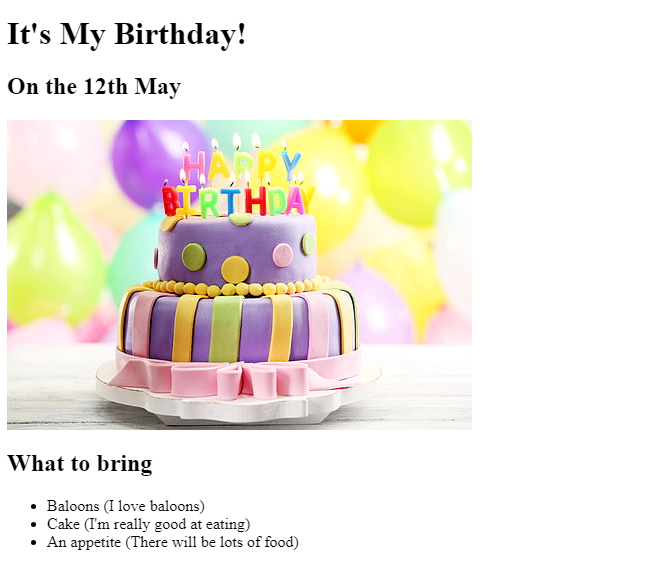 It's My Birthday!
On the 12th May
HAPPY
BIRTHDAY
What to bring
Baloons (I love baloons)
Cake (I'm really good at eating)
An appetite (There will be lots of food)